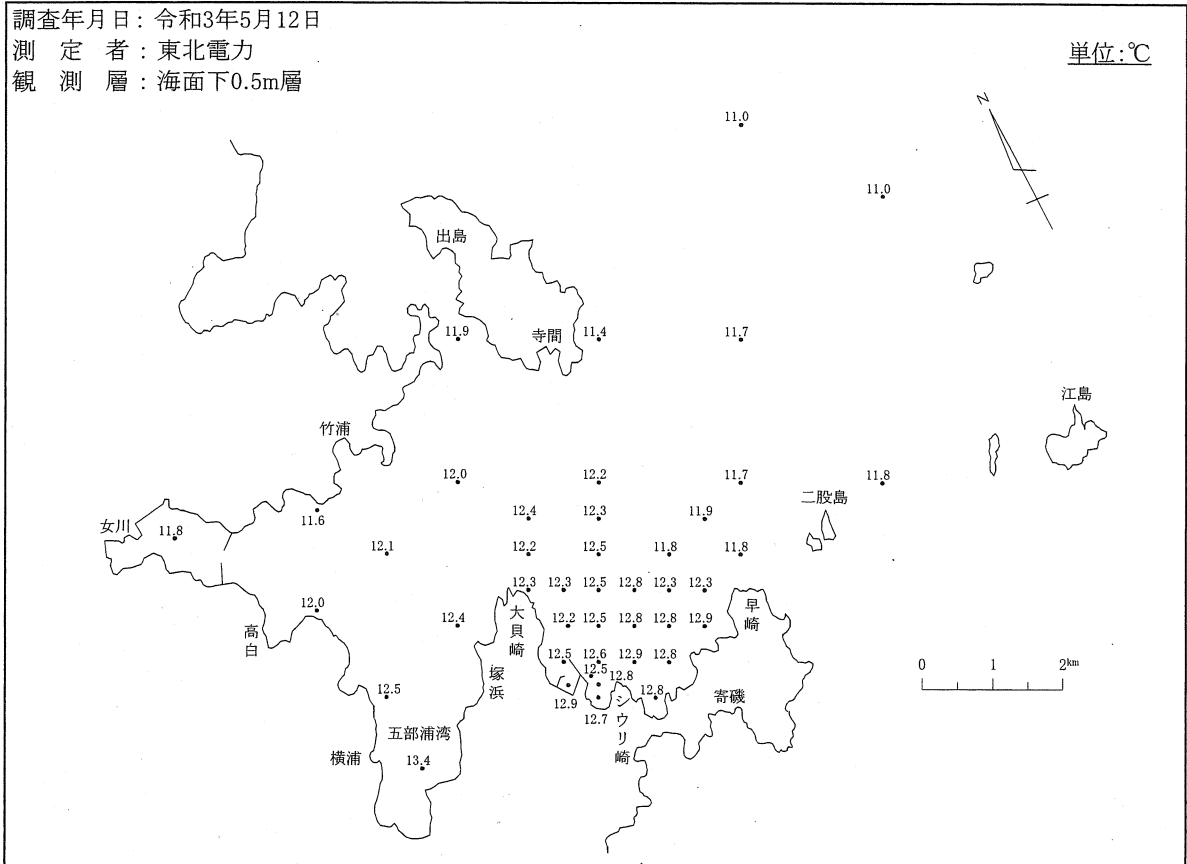 調査年月日：令和3年5月12日
測定者：東北電力
観測層：海面下0.5m層
単位:℃
N
11.0
11.0
出島
寺間
11.9
11.4
11.7
江島
竹浦
12.0
12.2
11.7
11.8
二股島
女川
11.8
11.6
12.4
12.3
11.9
12.1
12.2
12.5
11.8
11.8
12.3
12.3
12.5
12.8
12.3
12.3
12.0
高白
12.4
大貝崎
12.2
12.5
12.8
12.8
12.9
早崎
塚浜
12.5
12.6
12.9
12.8
12.5
12.8
12.9
12.7
シウリ崎
12.8
寄磯
0 1 2km
12.5
五部浦湾
横浦
13.4